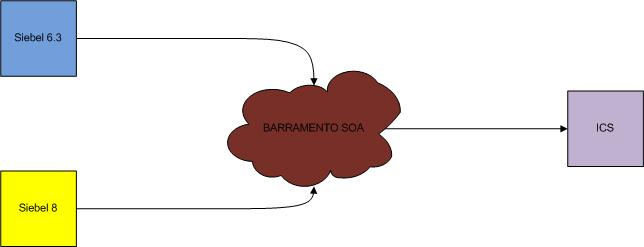 Siebel 6.3
BARRAMENTO SOA
ICS
Siebel 8